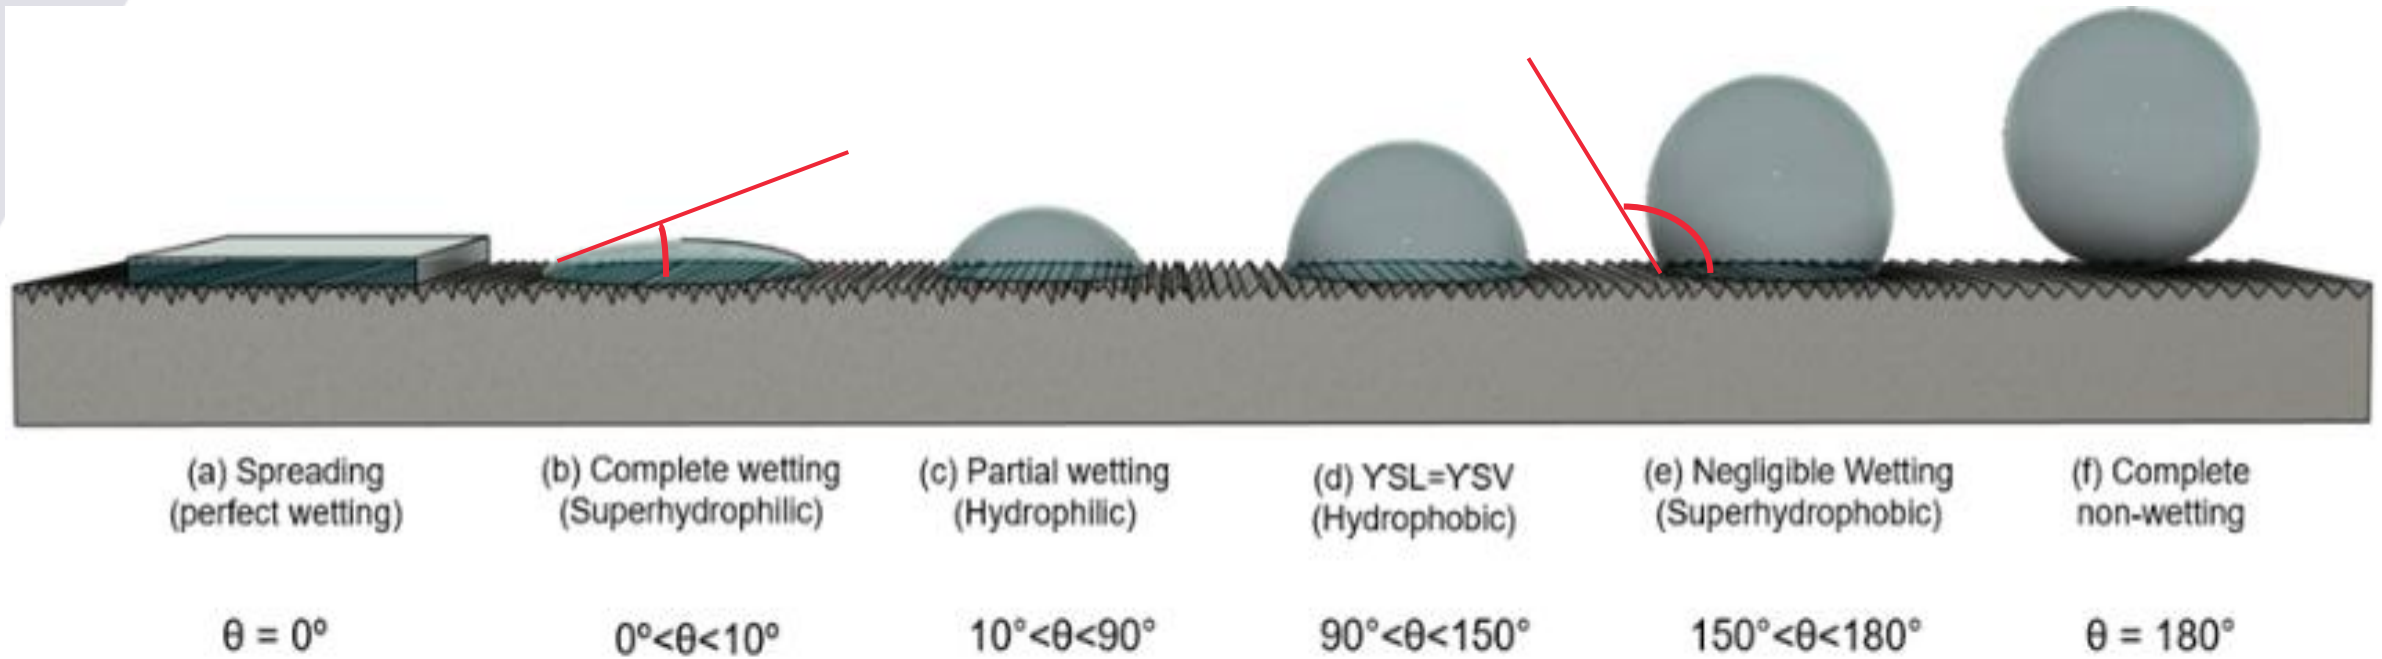 (a) Spreading
(perfect wetting)
(b) Complete wetting
(Superhydrophilic)
(c) Partial wetting
(Hydrophilic)
(d) YSL=YSV
(Hydrophobic)
(e) Negligible Wetting
(Superhydrophobic)
(f) Complete
non-wetting
θ = 0º
0º<θ<10º
10°<θ<90°
90°<θ<150°
150°<θ<180°
θ = 180°